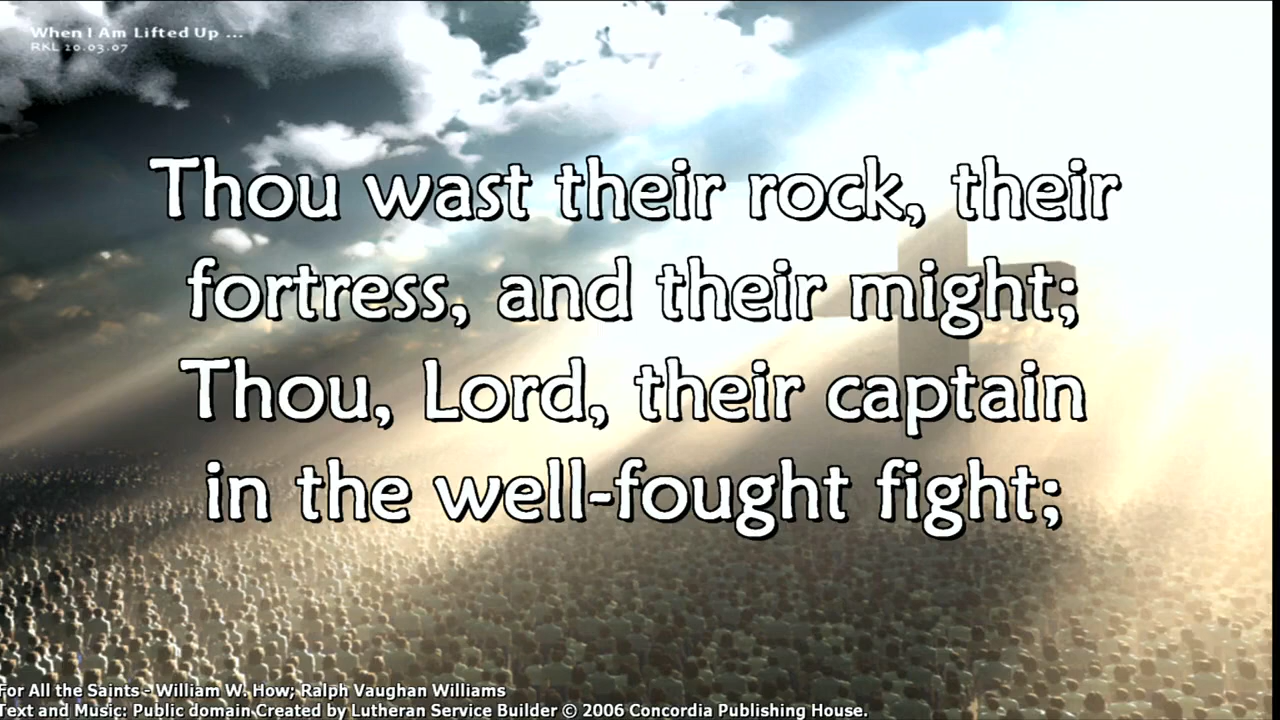 When I Am Lifted Up ...
RKL 20.03.07
Thou wast their rock, their
fortress, and their might;
Thou, Lord, their captain
in the well-fought fight;
For All the Saints - William W. How; Ralph Vaughan Williams
Text and Music: Public domain Created by Lutheran Service Builder © 2006 Concordia Publishing House.